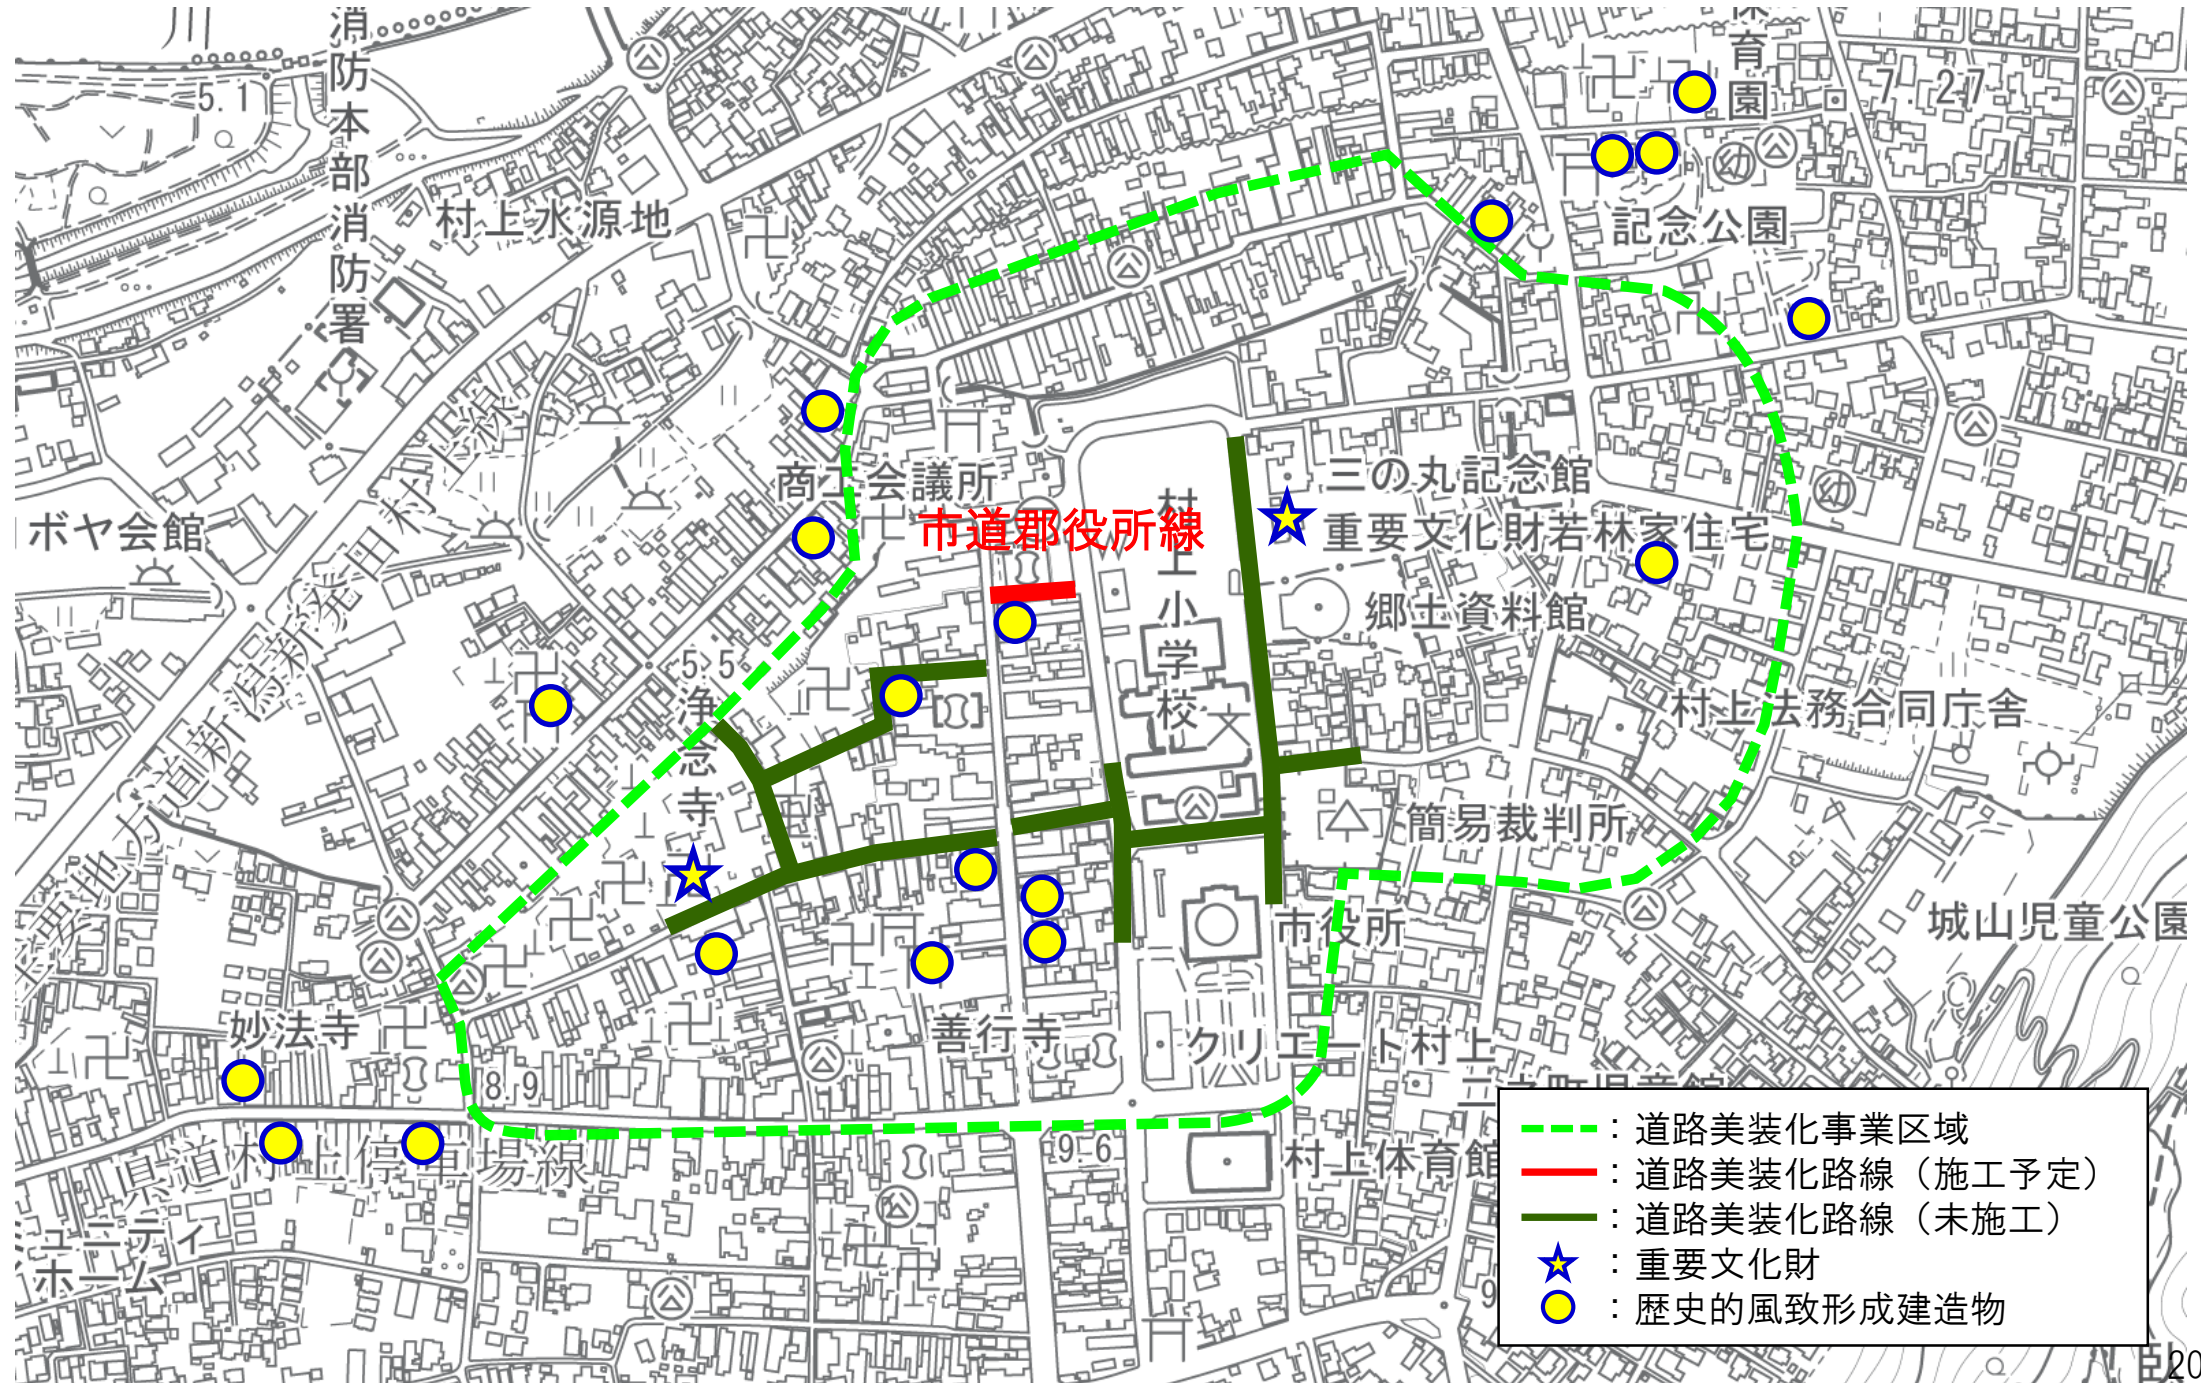 川
消防本部消防署
5.1
村上水源地
育園
7.27
幼
記念公園
商工会議所
三の丸記念館
重要文化財若林家住宅
市道郡役所線
村上小学校
文
幼
ボヤ会館
郷土資料館
5.5
浄念寺
村上法務合同庁舎
簡易裁判所
城山児童公園
市役所
妙法寺
善行寺
クリエート村上
8.9
9.6
県道村上停車場線
村上体育館
ミュニティ
ホーム
：道路美装化事業区域
：道路美装化路線（施工予定）
：道路美装化路線（未施工）
：重要文化財
：歴史的風致形成建造物
20